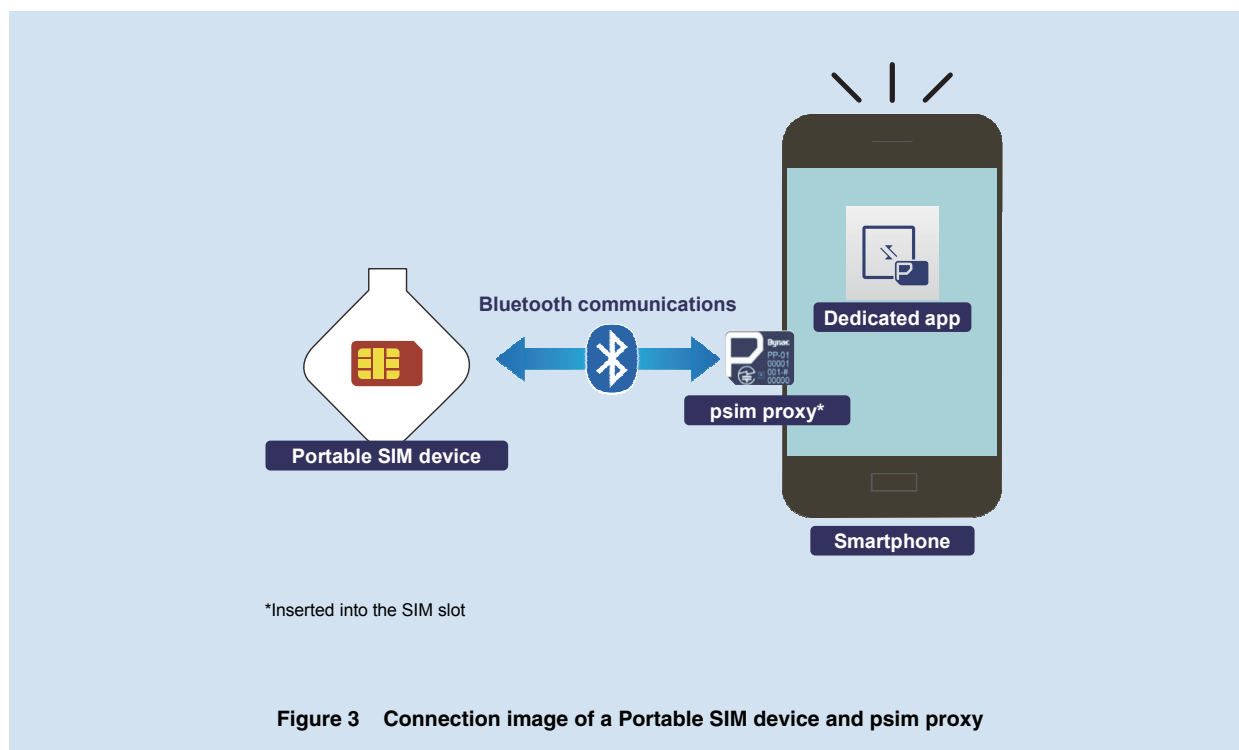 Bluetooth communications
Dedicated app
P
Dynac
PP-01
00001
001-#
00000
psim proxy*
Portable SIM device
Smartphone
*Inserted into the SIM slot
Figure 3 Connection image of a Portable SIM device and psim proxy